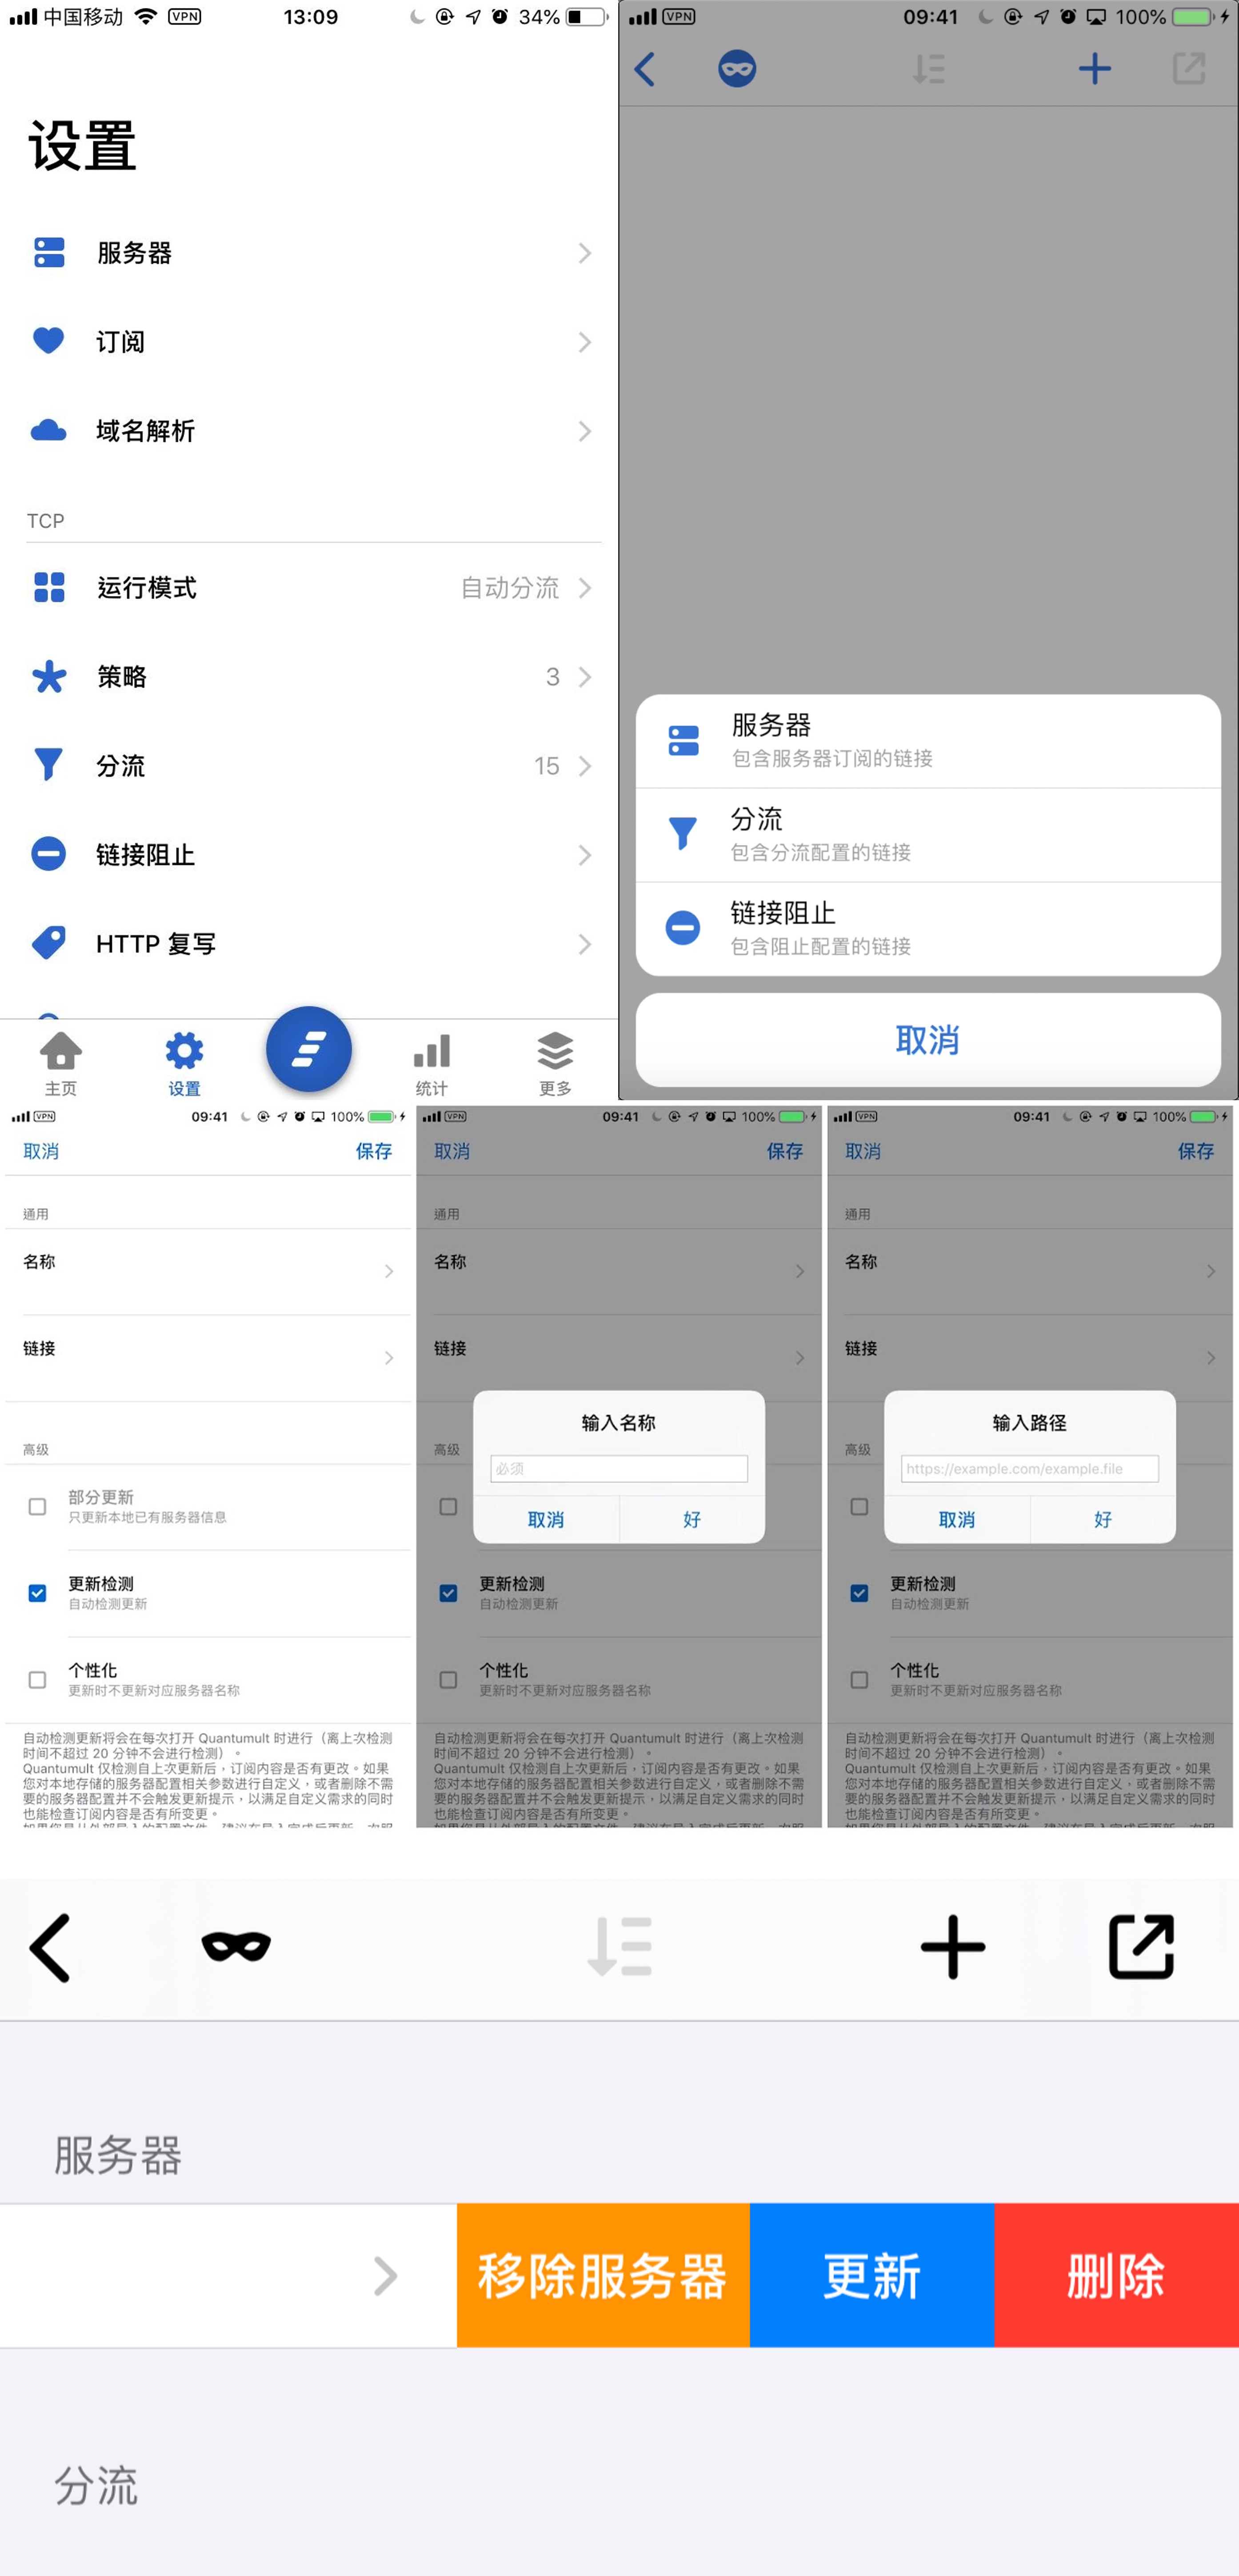 中国移动 VPN 13:09 34%
设置
服务器
订阅
域名解析
TCP
运行模式 自动分流
策略 3
分流 15
链接阻止
HTTP 复写
主页 设置 统计 更多
VPN 09:41 100%
服务器
包含服务器订阅的链接
分流
包含分流配置的链接
链接阻止
包含阻止配置的链接
取消
VPN 09:41 100%
取消 保存
通用
名称
链接
高级
部分更新
只更新本地已有服务器信息
更新检测
自动检测更新
个性化
更新时不更新对应服务器名称
自动检测更新将会在每次打开 Quantumult 时进行（离上次检测
时间不超过 20 分钟不会进行检测）。
Quantumult 仅检测自上次更新后，订阅内容是否有更改。如果
您对本地存储的服务器配置相关参数进行自定义，或者删除不需
要的服务器配置并不会触发更新提示，以满足自定义需求的同时
也能检查订阅内容是否有所变更。
VPN 09:41 100%
取消 保存
通用
名称
链接
高级
输入名称
必须
取消 好
更新检测
自动检测更新
个性化
更新时不更新对应服务器名称
自动检测更新将会在每次打开 Quantumult 时进行（离上次检测
时间不超过 20 分钟不会进行检测）。
Quantumult 仅检测自上次更新后，订阅内容是否有更改。如果
您对本地存储的服务器配置相关参数进行自定义，或者删除不需
要的服务器配置并不会触发更新提示，以满足自定义需求的同时
也能检查订阅内容是否有所变更。
VPN 09:41 100%
取消 保存
通用
名称
链接
高级
输入路径
https://example.com/example.file
取消 好
更新检测
自动检测更新
个性化
更新时不更新对应服务器名称
自动检测更新将会在每次打开 Quantumult 时进行（离上次检测
时间不超过 20 分钟不会进行检测）。
Quantumult 仅检测自上次更新后，订阅内容是否有更改。如果
您对本地存储的服务器配置相关参数进行自定义，或者删除不需
要的服务器配置并不会触发更新提示，以满足自定义需求的同时
也能检查订阅内容是否有所变更。
服务器
移除服务器 更新 删除
分流